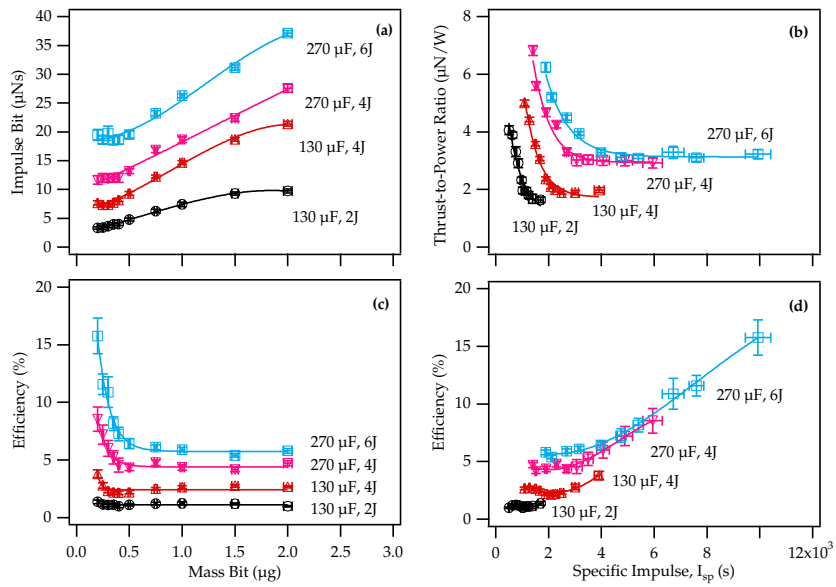 (a)
Impulse Bit (µNs)
40
35
30
25
20
15
10
5
0
270 µF, 6J
270 µF, 4J
130 µF, 4J
130 µF, 2J
(b)
Thrust-to-Power Ratio (µN/W)
8
6
4
2
0
270 µF, 6J
270 µF, 4J
130 µF, 4J
130 µF, 2J
(c)
Efficiency (%)
20
15
10
5
0
270 µF, 6J
270 µF, 4J
130 µF, 4J
130 µF, 2J
0.0 0.5 1.0 1.5 2.0 2.5 3.0
Mass Bit (µg)
(d)
Efficiency (%)
20
15
10
5
0
270 µF, 6J
270 µF, 4J
130 µF, 4J
130 µF, 2J
0 2 4 6 8 10 12x10³
Specific Impulse, Isp (s)